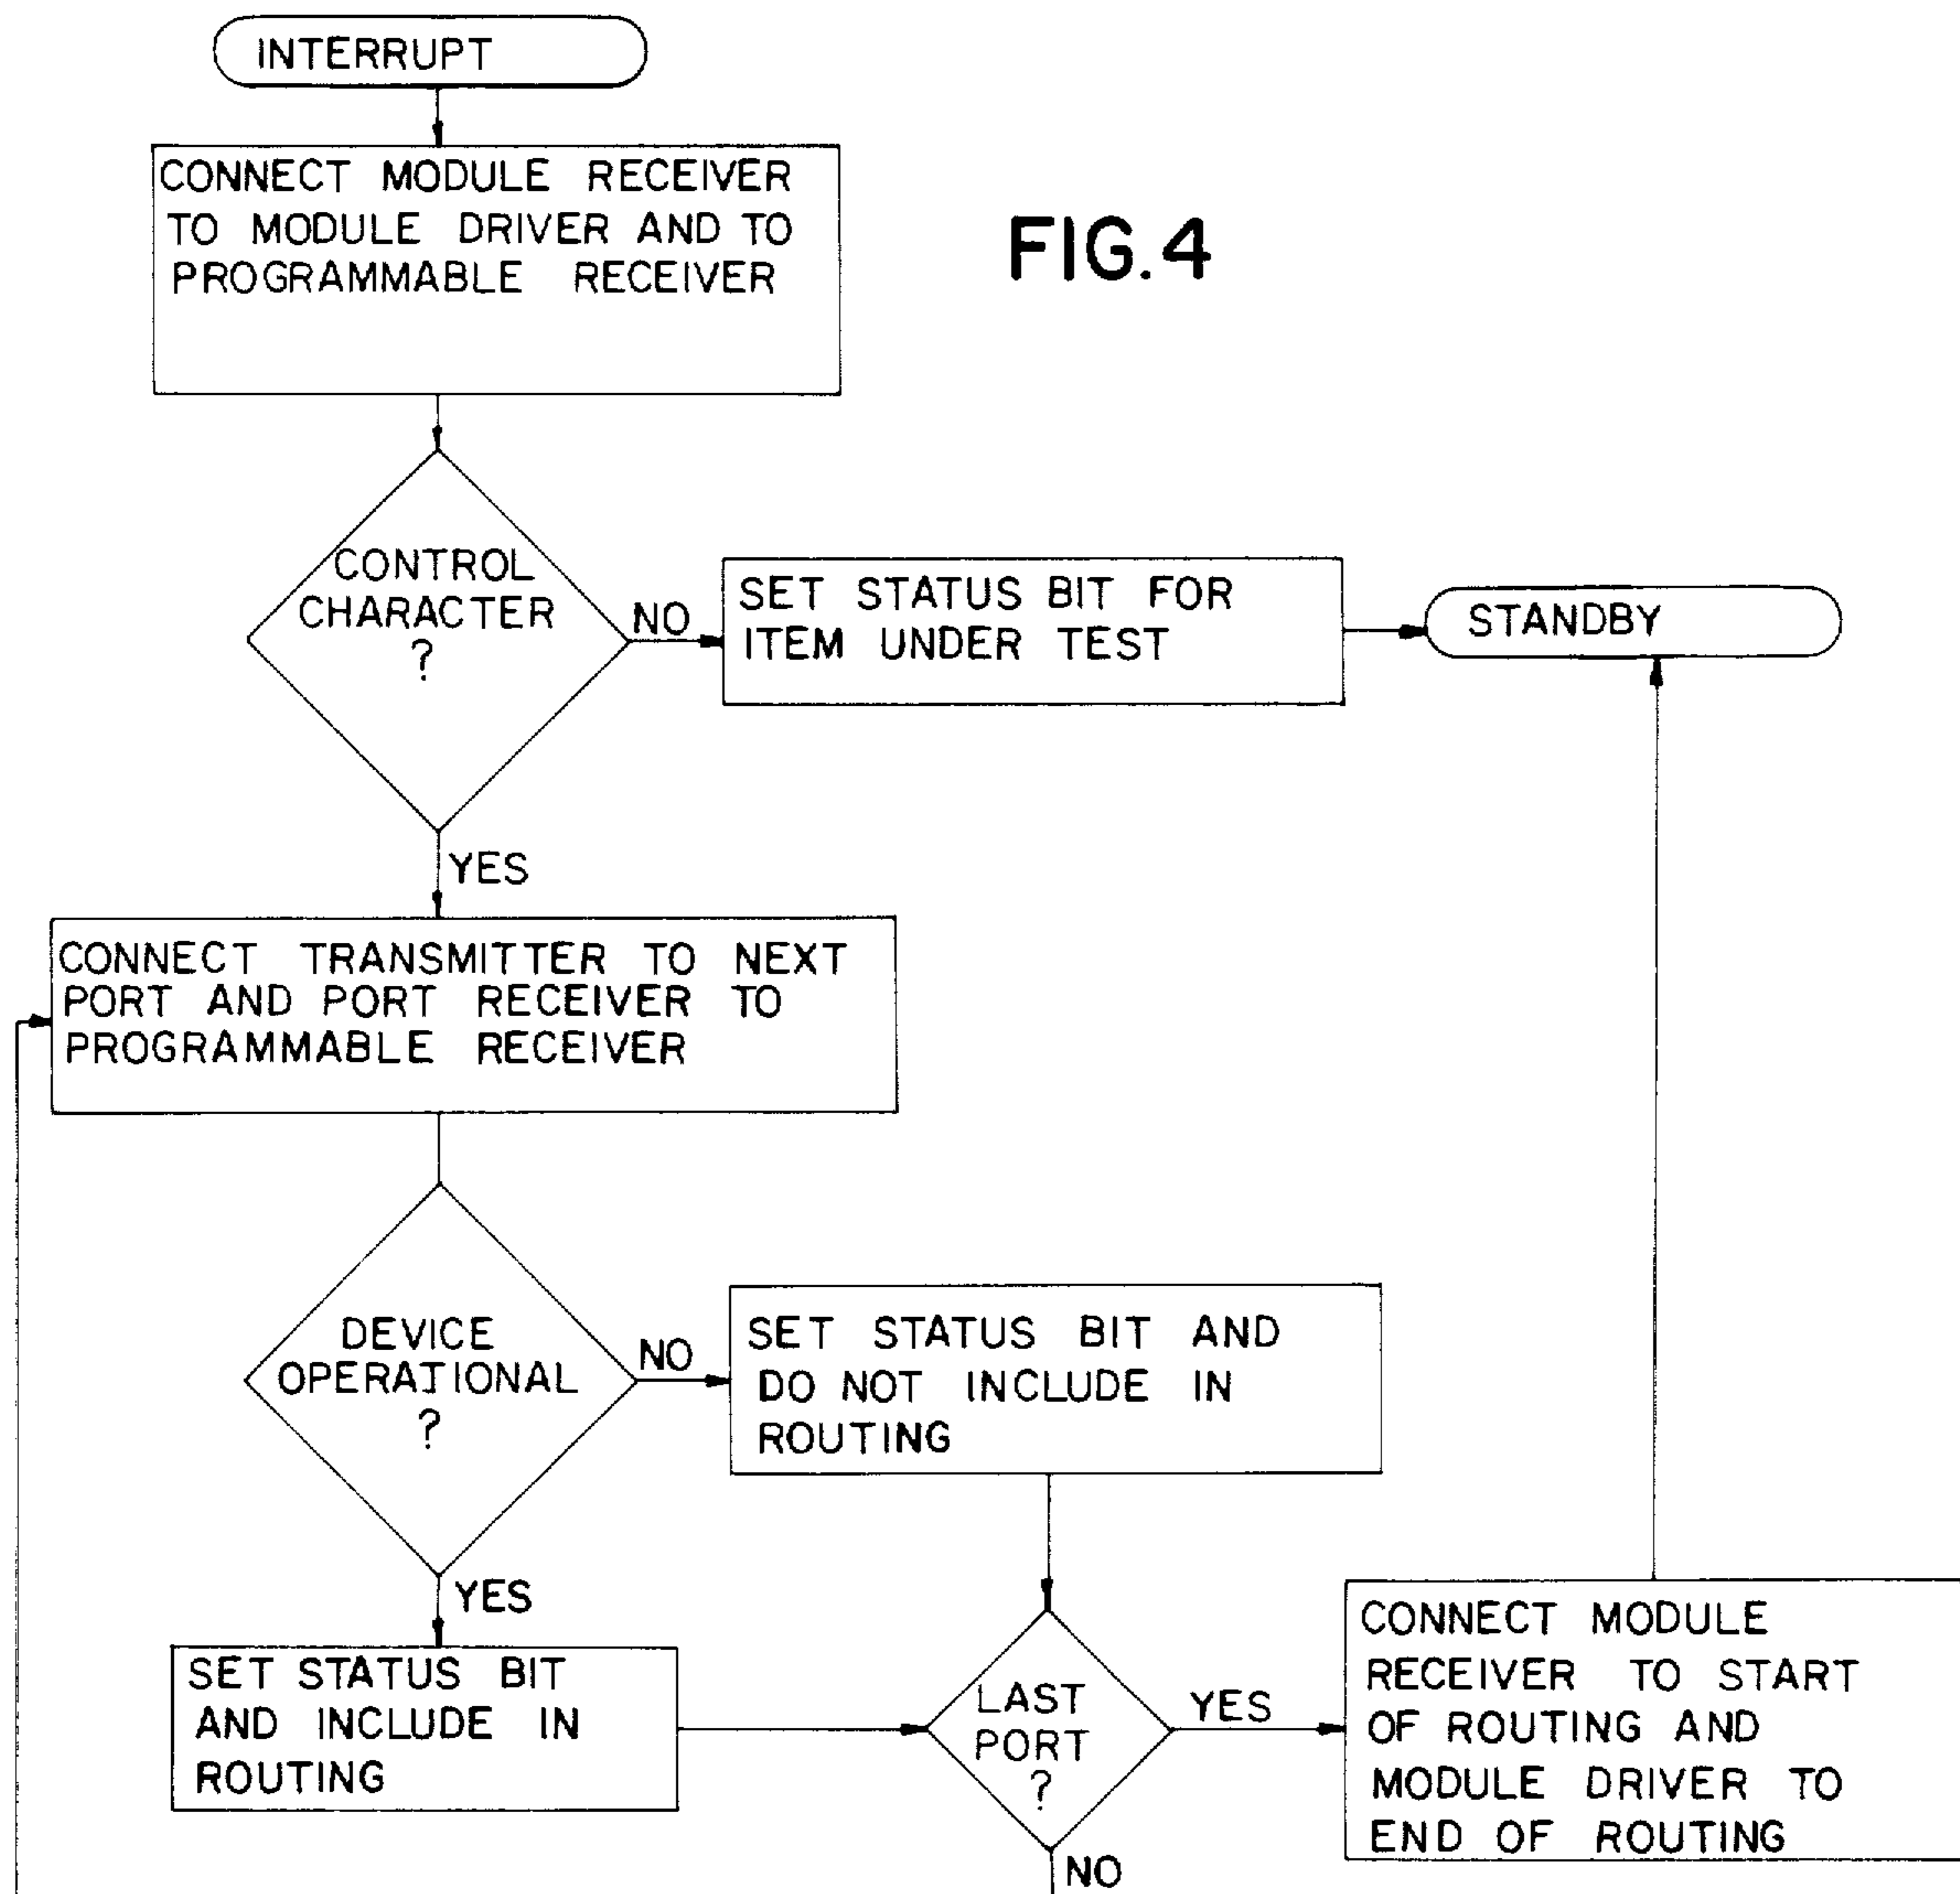 INTERRUPT
CONNECT MODULE RECEIVER
TO MODULE DRIVER AND TO
PROGRAMMABLE RECEIVER
FIG.4
CONTROL
CHARACTER
?
NO
SET STATUS BIT FOR
ITEM UNDER TEST
STANDBY
YES
CONNECT TRANSMITTER TO NEXT
PORT AND PORT RECEIVER TO
PROGRAMMABLE RECEIVER
DEVICE
OPERATIONAL
?
NO
SET STATUS BIT AND
DO NOT INCLUDE IN
ROUTING
YES
SET STATUS BIT
AND INCLUDE IN
ROUTING
LAST
PORT
?
YES
CONNECT MODULE
RECEIVER TO START
OF ROUTING AND
MODULE DRIVER TO
END OF ROUTING
NO